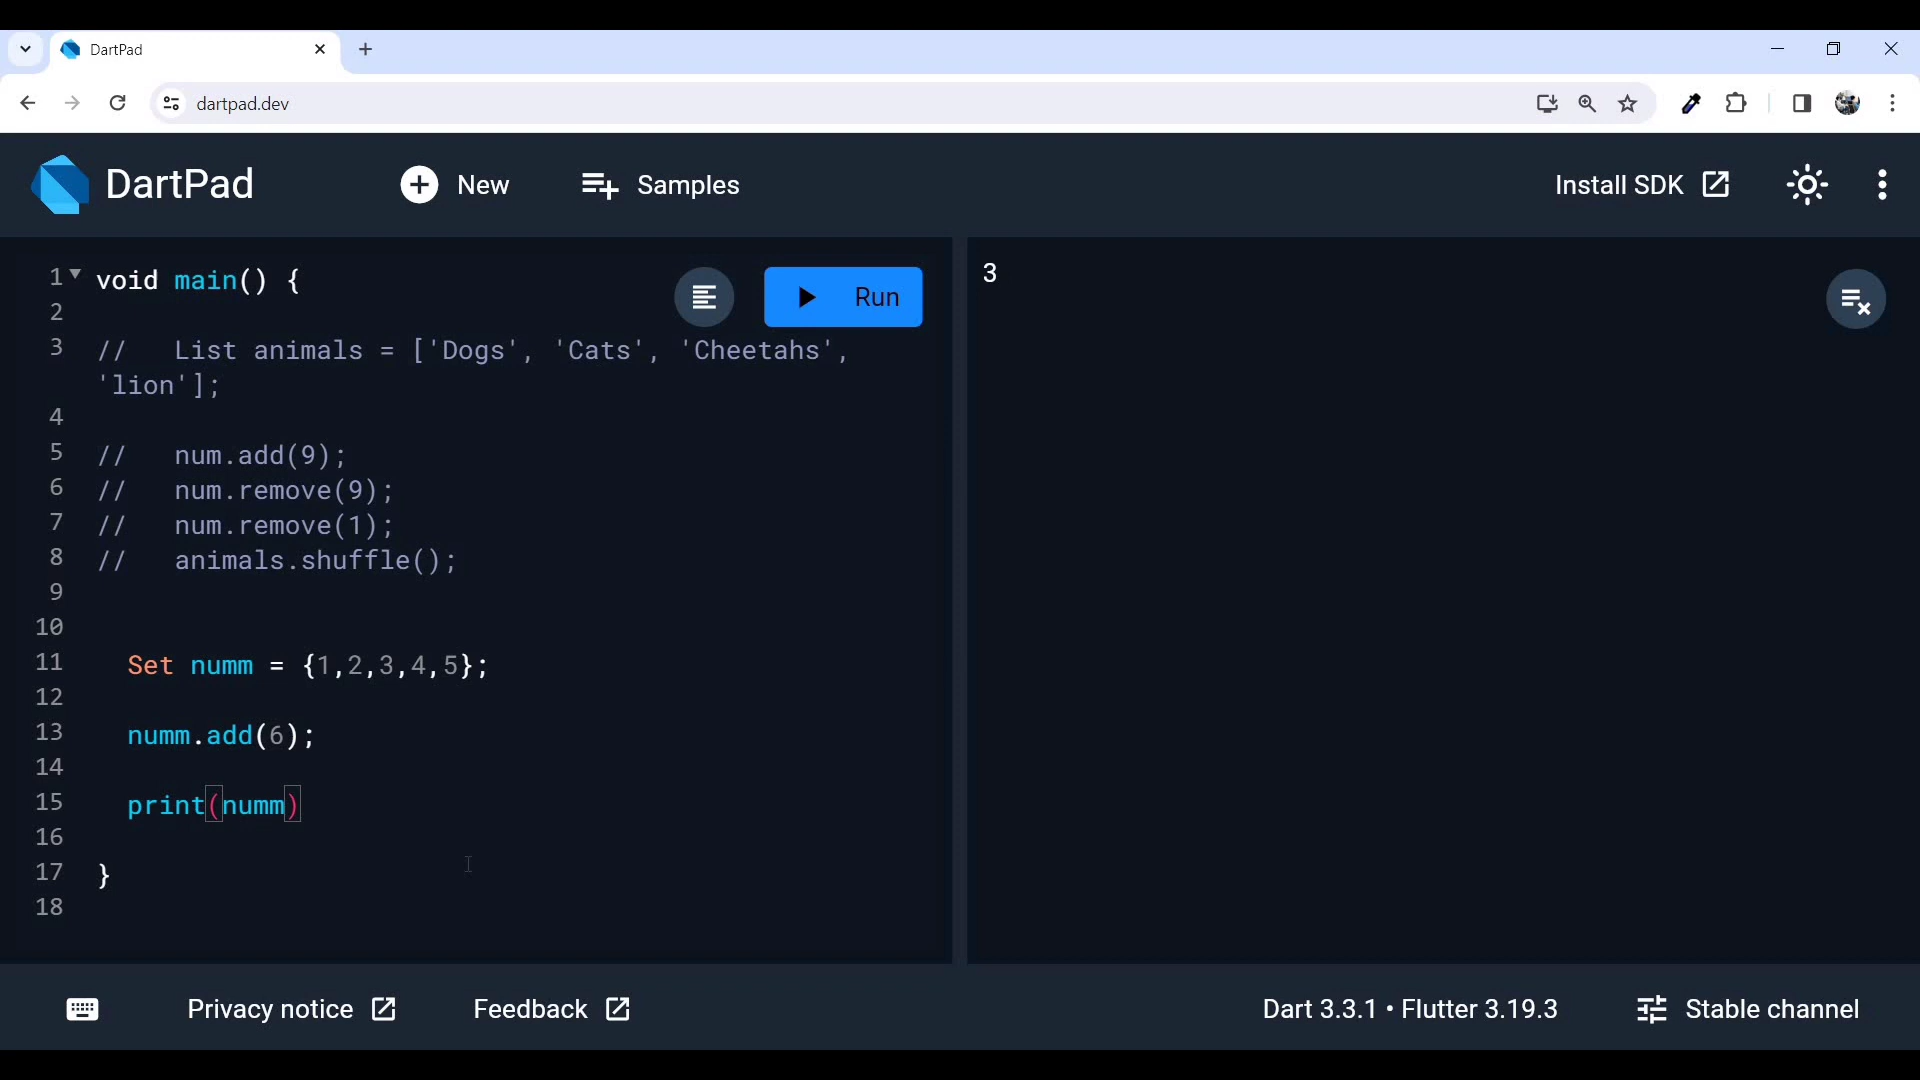 DartPad
dartpad.dev
DartPad
New
Samples
Install SDK
1 void main() {
2
3 //   List animals = ['Dogs', 'Cats', 'Cheetahs',
'lion'];
4
5 //   num.add(9);
6 //   num.remove(9);
7 //   num.remove(1);
8 //   animals.shuffle();
9
10
11   Set numm = {1,2,3,4,5};
12
13   numm.add(6);
14
15   print(numm)
16
17 }
18
Run
3
Privacy notice
Feedback
Dart 3.3.1 • Flutter 3.19.3
Stable channel